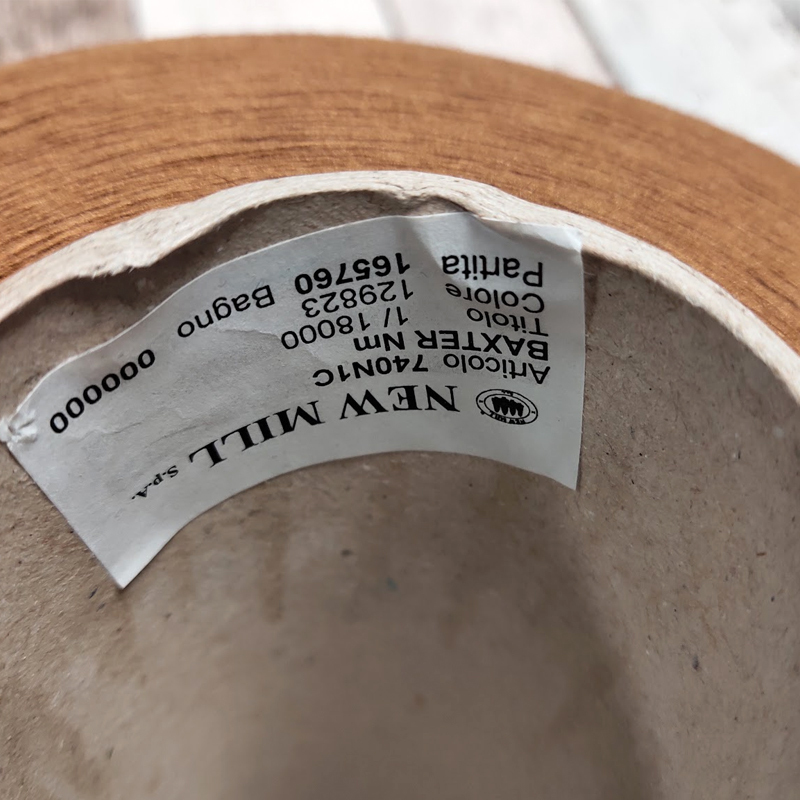 NEW MILL S.p.A.
Articolo 740N1C
BAXTER Nm
Titolo 1/ 18000
Colore 129823
Partita 165760 Bagno 000000